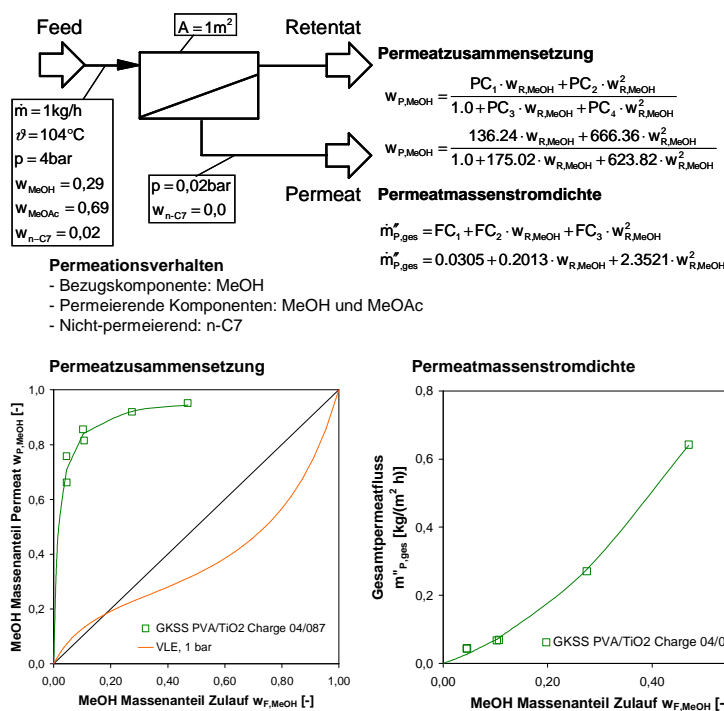 Feed
A = 1m²
Retentat
ṁ = 1kg/h
ϑ = 104°C
p = 4bar
w_MeOH = 0,29
w_MeOAc = 0,69
w_n−C7 = 0,02
p = 0,02bar
w_n-C7 = 0,0
Permeat
Permeatzusammensetzung
w_P,MeOH = (PC₁ · w_R,MeOH + PC₂ · w²_R,MeOH) / (1.0 + PC₃ · w_R,MeOH + PC₄ · w²_R,MeOH)
w_P,MeOH = (136.24 · w_R,MeOH + 666.36 · w²_R,MeOH) / (1.0 + 175.02 · w_R,MeOH + 623.82 · w²_R,MeOH)
Permeatmassenstromdichte
ṁ″_P,ges = FC₁ + FC₂ · w_R,MeOH + FC₃ · w²_R,MeOH
ṁ″_P,ges = 0.0305 + 0.2013 · w_R,MeOH + 2.3521 · w²_R,MeOH
Permeationsverhalten
- Bezugskomponente: MeOH
- Permeierende Komponenten: MeOH und MeOAc
- Nicht-permeierend: n-C7
Permeatzusammensetzung
MeOH Massenanteil Permeat w_P,MeOH [-]
1,0
0,8
0,6
0,4
0,2
0,0
GKSS PVA/TiO2 Charge 04/087
VLE, 1 bar
0,00 0,20 0,40 0,60 0,80 1,00
MeOH Massenanteil Zulauf w_F,MeOH [-]
Permeatmassenstromdichte
Gesamtpermeatfluss
m"_P,ges [kg/(m² h)]
0,8
0,6
0,4
0,2
0,0
GKSS PVA/TiO2 Charge 04/0
0,00 0,20 0,40
MeOH Massenanteil Zulauf w_F,MeOH [-]